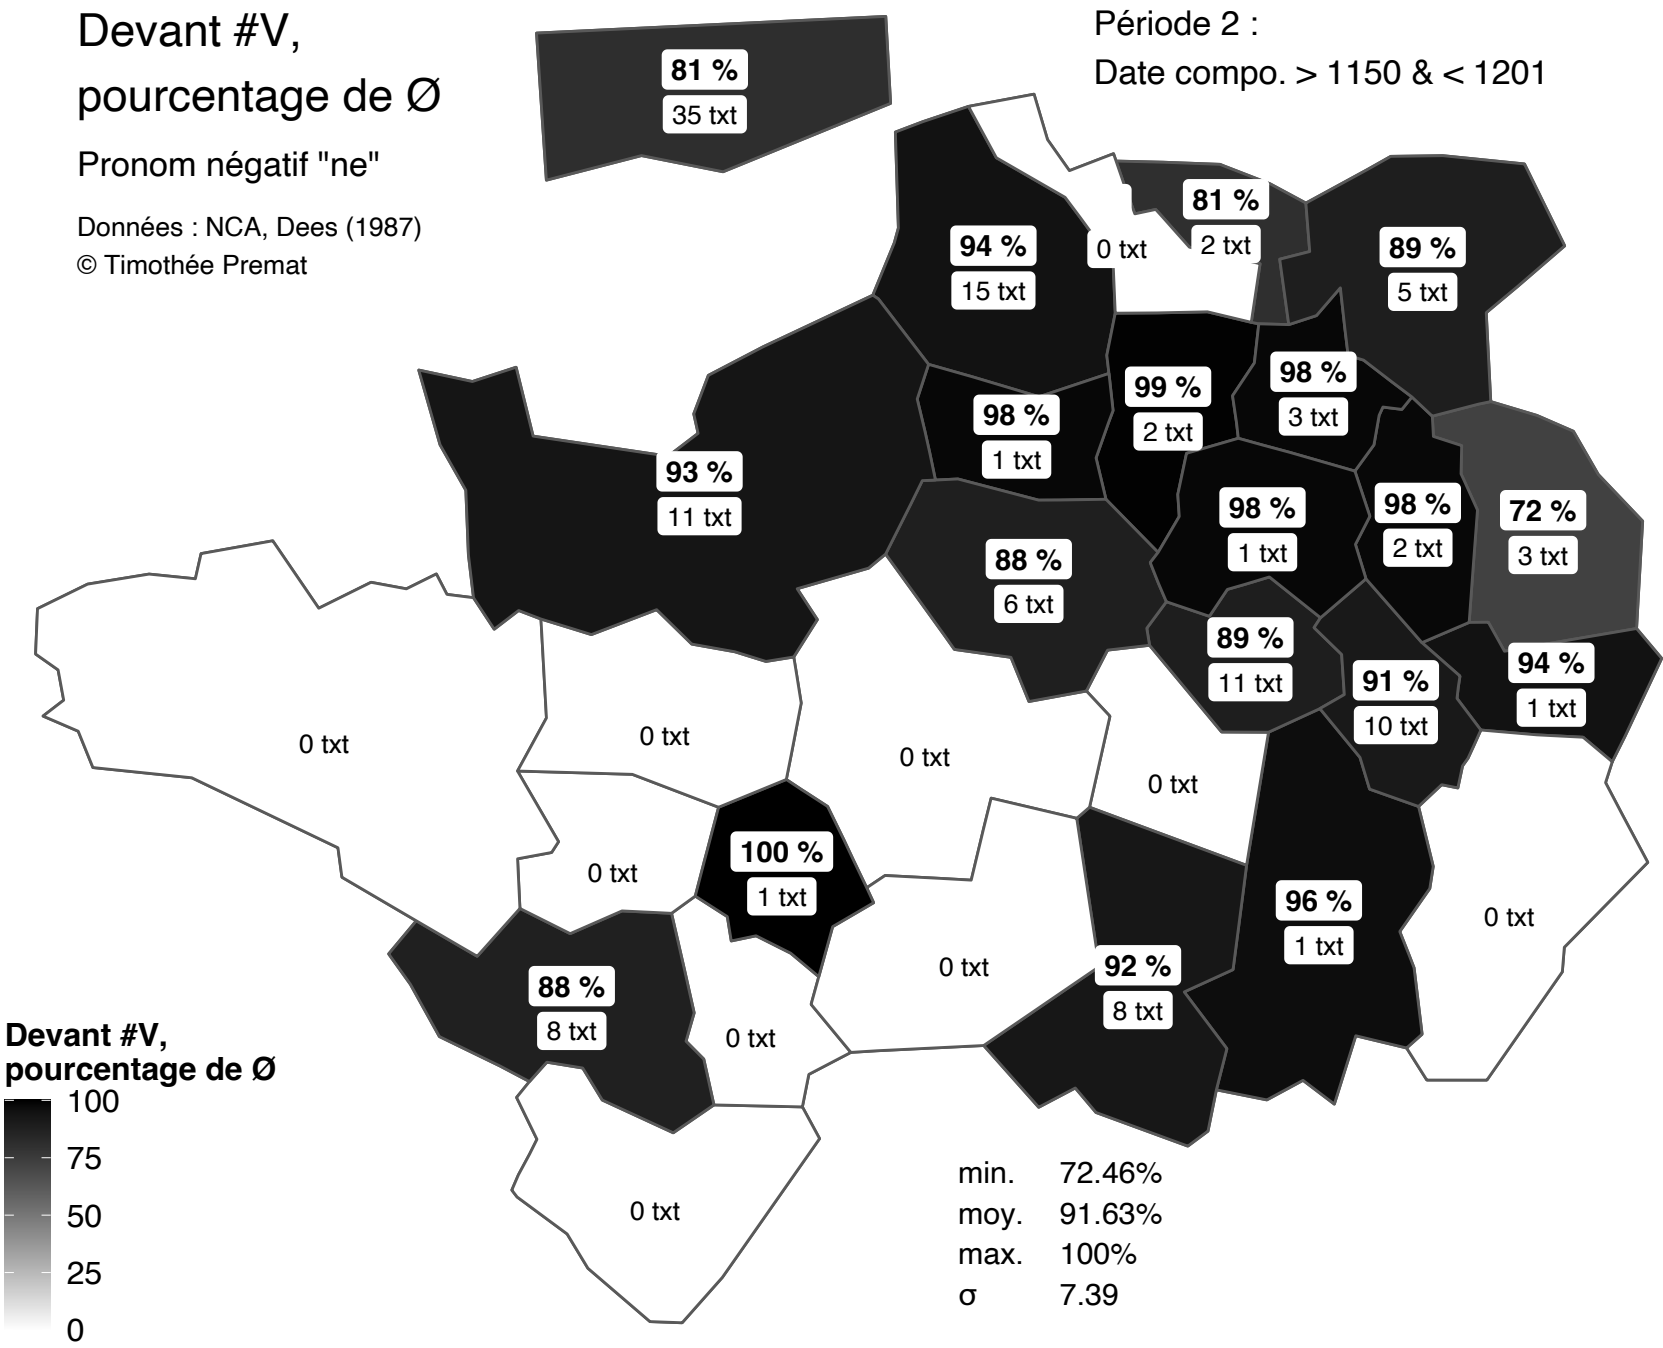 Devant #V,
pourcentage de Ø
Pronom négatif "ne"
Données : NCA, Dees (1987)
© Timothée Premat
Période 2 :
Date compo. > 1150 & < 1201
81 %
35 txt
81 %
2 txt
0 txt
94 %
15 txt
89 %
5 txt
98 %
3 txt
99 %
2 txt
98 %
1 txt
93 %
11 txt
98 %
1 txt
98 %
2 txt
72 %
3 txt
88 %
6 txt
89 %
11 txt
91 %
10 txt
94 %
1 txt
0 txt
0 txt
0 txt
0 txt
0 txt
100 %
1 txt
96 %
1 txt
0 txt
0 txt
92 %
8 txt
88 %
8 txt
0 txt
0 txt
Devant #V,
pourcentage de Ø
100
75
50
25
0
min. 72.46%
moy. 91.63%
max. 100%
σ 7.39